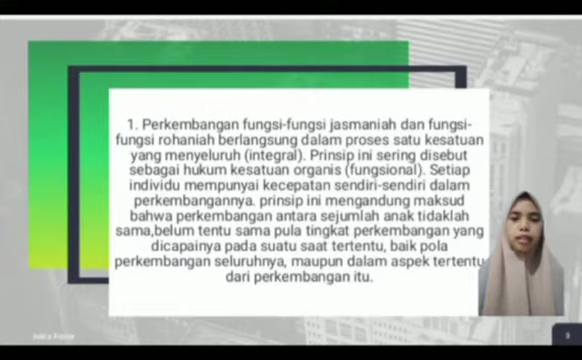 1. Perkembangan fungsi-fungsi jasmaniah dan fungsi-
fungsi rohaniah berlangsung dalam proses satu kesatuan
yang menyeluruh (integral). Prinsip ini sering disebut
sebagai hukum kesatuan organis (fungsional). Setiap
individu mempunyai kecepatan sendiri-sendiri dalam
perkembangannya. prinsip ini mengandung maksud
bahwa perkembangan antara sejumlah anak tidaklah
sama,belum tentu sama pula tingkat perkembangan yang
dicapainya pada suatu saat tertentu, baik pola
perkembangan seluruhnya, maupun dalam aspek tertentu
dari perkembangan itu.
Add a Footer